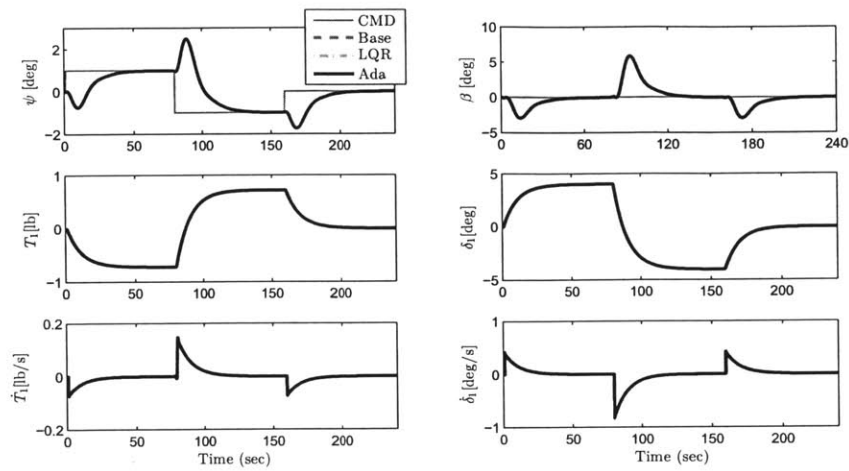 CMD
Base
LQR
Ada
ψ [deg]
2
0
−2
0 50 100 150 200
β [deg]
10
5
0
−5
0 60 120 180 240
T₁[lb]
1
0
−1
0 50 100 150 200
δ₁[deg]
5
0
−5
0 50 100 150 200
Ṫ₁[lb/s]
0.2
0
−0.2
0 50 100 150 200
Time (sec)
δ̇₁[deg/s]
1
0
−1
0 50 100 150 200
Time (sec)